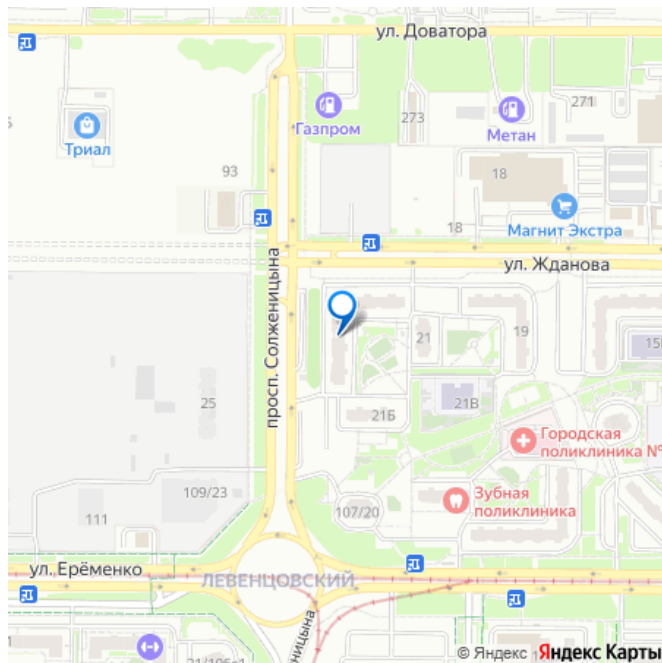 ул. Доватора
Газпром
273
Метан
271
Триал
93
18
Магнит Экстра
18
ул. Жданова
просп. Солженицына
19
21
25
21Б
21В
Городская
поликлиника №
109/23
Зубная
поликлиника
107/20
111
ул. Ерёменко
ЛЕВЕНЦОВСКИЙ
© Яндекс Яндекс Карты